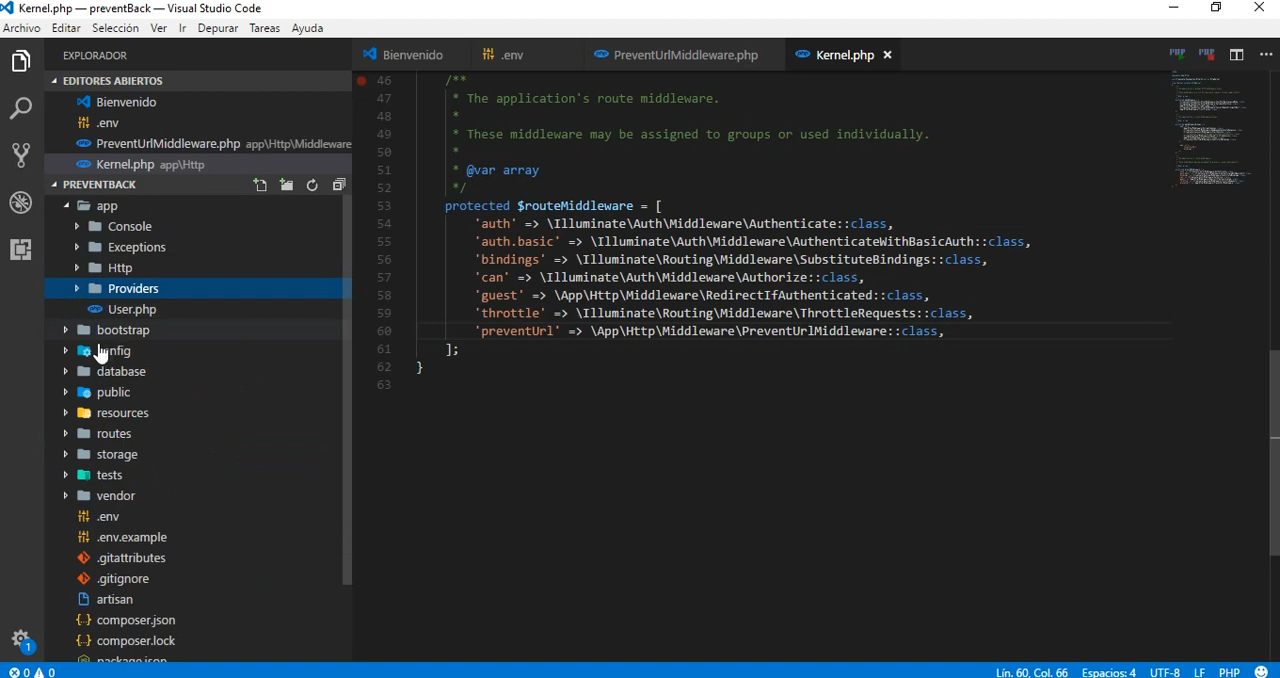 Kernel.php — preventBack — Visual Studio Code
Archivo Editar Selección Ver Ir Depurar Tareas Ayuda
EXPLORADOR
Bienvenido .env PreventUrlMiddleware.php Kernel.php
EDITORES ABIERTOS
Bienvenido
.env
PreventUrlMiddleware.php app\Http\Middleware
Kernel.php app\Http
PREVENTBACK
app
Console
Exceptions
Http
Providers
User.php
bootstrap
nfig
database
public
resources
routes
storage
tests
vendor
.env
.env.example
.gitattributes
.gitignore
artisan
composer.json
composer.lock
package.json
46 /**
47 * The application's route middleware.
48 *
49 * These middleware may be assigned to groups or used individually.
50 *
51 * @var array
52 */
53 protected $routeMiddleware = [
54 'auth' => \Illuminate\Auth\Middleware\Authenticate::class,
55 'auth.basic' => \Illuminate\Auth\Middleware\AuthenticateWithBasicAuth::class,
56 'bindings' => \Illuminate\Routing\Middleware\SubstituteBindings::class,
57 'can' => \Illuminate\Auth\Middleware\Authorize::class,
58 'guest' => \App\Http\Middleware\RedirectIfAuthenticated::class,
59 'throttle' => \Illuminate\Routing\Middleware\ThrottleRequests::class,
60 'preventUrl' => \App\Http\Middleware\PreventUrlMiddleware::class,
61 ];
62 }
63
1
0 0 Lín. 60, Col. 66 Espacios: 4 UTF-8 LF PHP